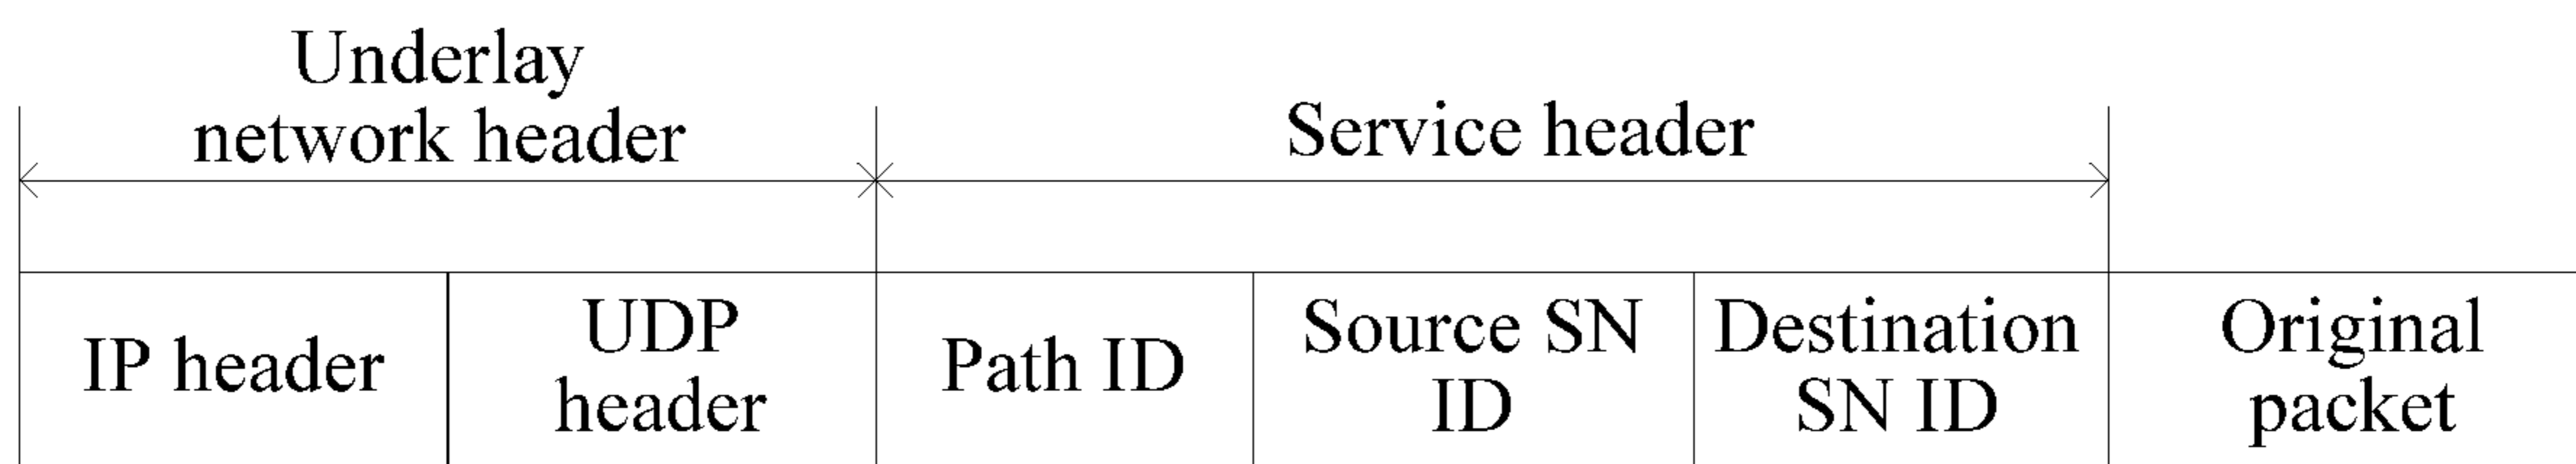 Underlay
network header
Service header
IP header
UDP
header
Path ID
Source SN
ID
Destination
SN ID
Original
packet